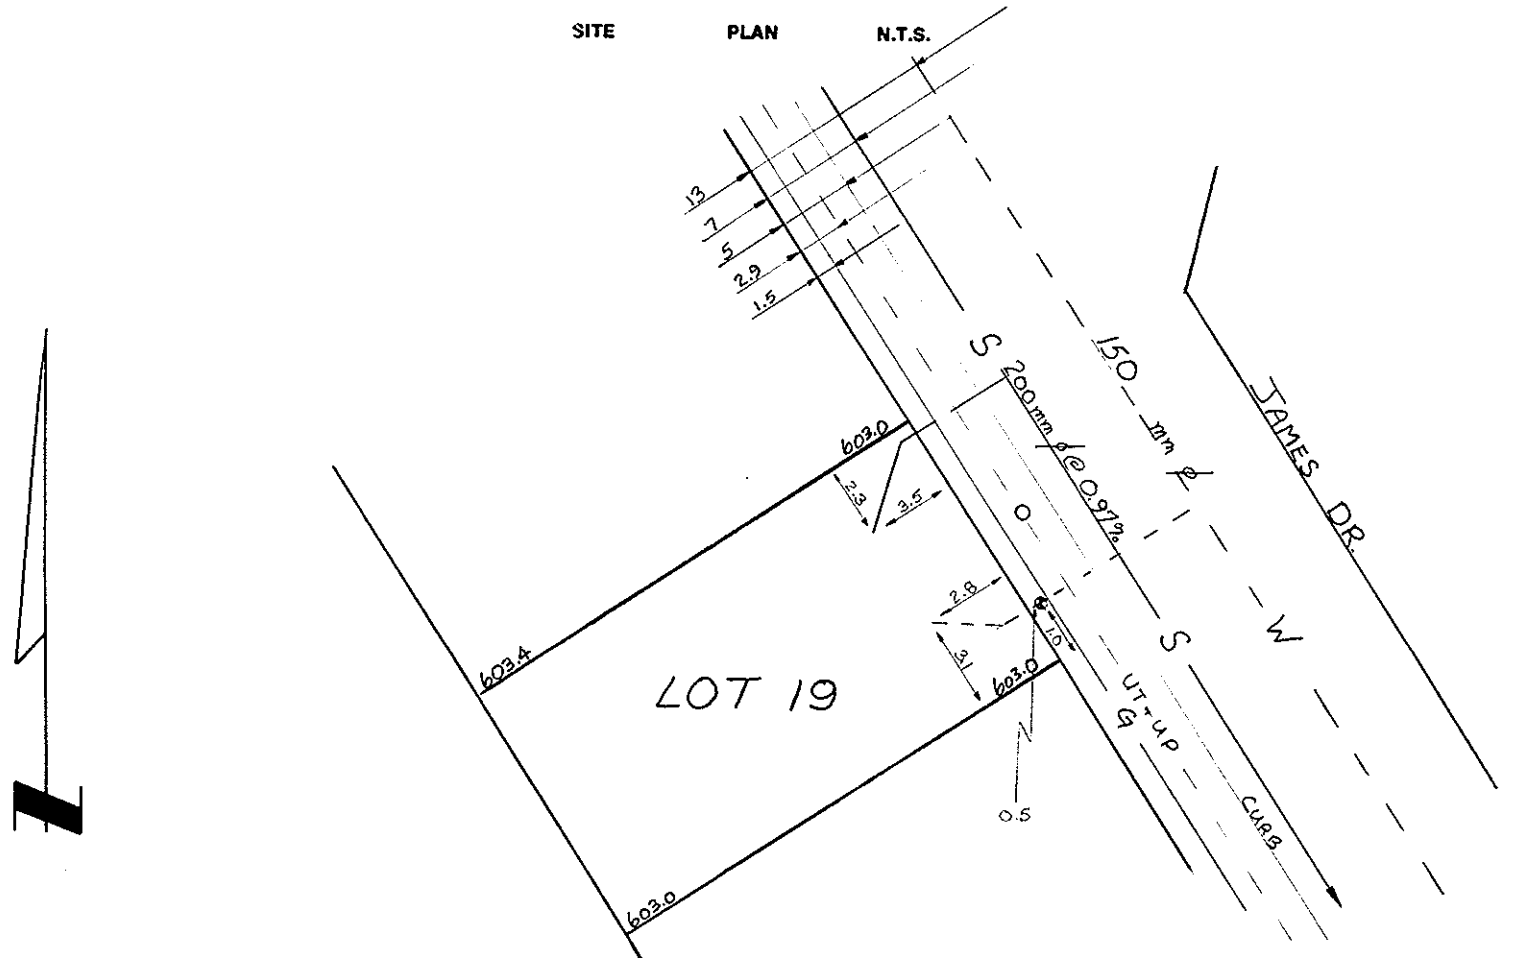 SITE PLAN N.T.S.
13
7
5
2.9
1.5
S
200 mm ϕ @ 0.97%
150 mm ϕ
JAMES DR.
603.0
2.3
3.5
O
2.8
1.0
3.1
603.4
LOT 19
603.0
S
W
UT + UP
G
0.5
CURB
603.0
N